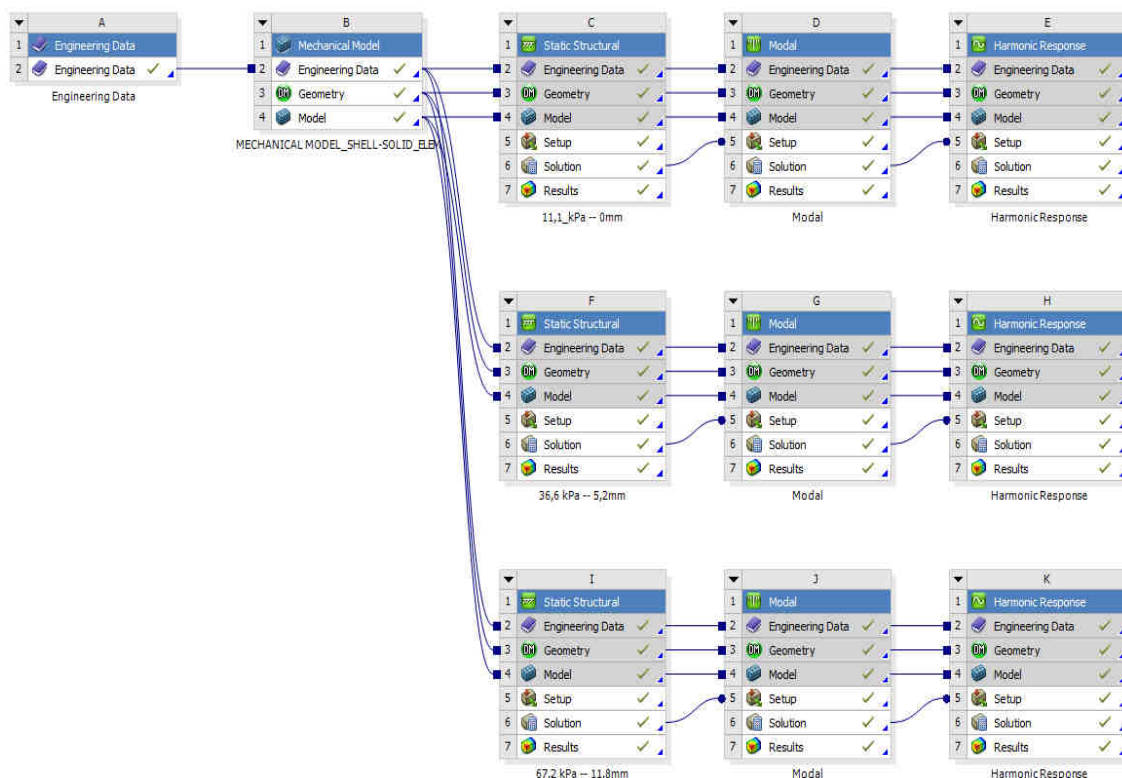 A
1 Engineering Data
2 Engineering Data
Engineering Data
B
1 Mechanical Model
2 Engineering Data
3 Geometry
4 Model
MECHANICAL MODEL_SHELL-SOLID_ELEM
C
1 Static Structural
2 Engineering Data
3 Geometry
4 Model
5 Setup
6 Solution
7 Results
11,1_kPa -- 0mm
D
1 Modal
2 Engineering Data
3 Geometry
4 Model
5 Setup
6 Solution
7 Results
Modal
E
1 Harmonic Response
2 Engineering Data
3 Geometry
4 Model
5 Setup
6 Solution
7 Results
Harmonic Response
F
1 Static Structural
2 Engineering Data
3 Geometry
4 Model
5 Setup
6 Solution
7 Results
36,6 kPa -- 5,2mm
G
1 Modal
2 Engineering Data
3 Geometry
4 Model
5 Setup
6 Solution
7 Results
Modal
H
1 Harmonic Response
2 Engineering Data
3 Geometry
4 Model
5 Setup
6 Solution
7 Results
Harmonic Response
I
1 Static Structural
2 Engineering Data
3 Geometry
4 Model
5 Setup
6 Solution
7 Results
67,2 kPa -- 11,8mm
J
1 Modal
2 Engineering Data
3 Geometry
4 Model
5 Setup
6 Solution
7 Results
Modal
K
1 Harmonic Response
2 Engineering Data
3 Geometry
4 Model
5 Setup
6 Solution
7 Results
Harmonic Response